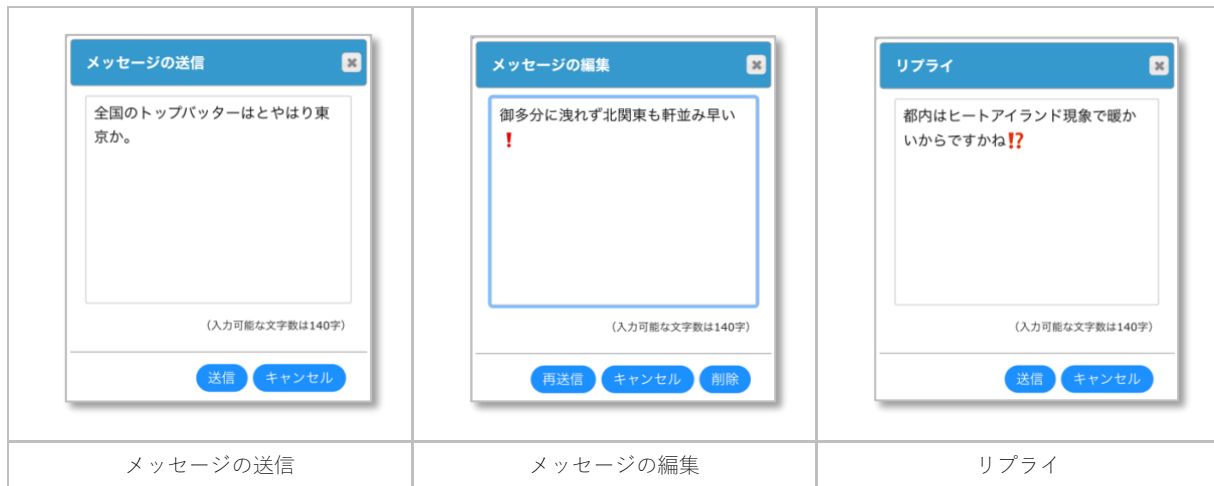 メッセージの送信
全国のトップバッターはとやはり東
京か。
(入力可能な文字数は140字)
送信 キャンセル
メッセージの編集
御多分に洩れず北関東も軒並み早い
❗
(入力可能な文字数は140字)
再送信 キャンセル 削除
リプライ
都内はヒートアイランド現象で暖か
いからですかね⁉️
(入力可能な文字数は140字)
送信 キャンセル
メッセージの送信
メッセージの編集
リプライ